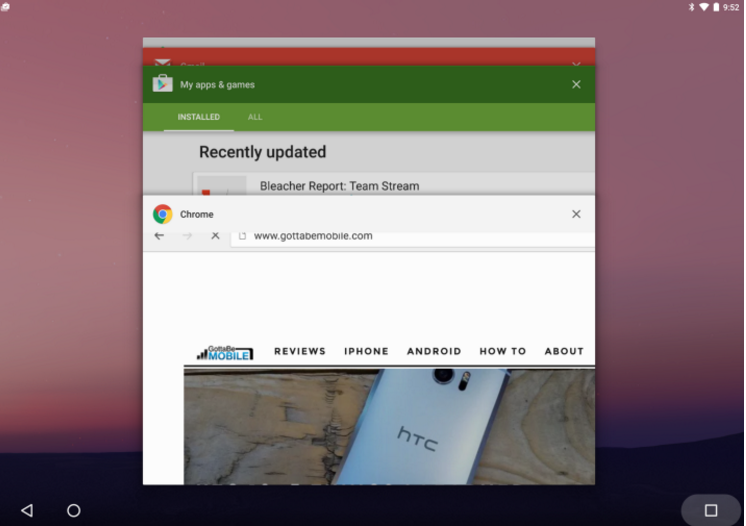 9:52
Gmail
My apps & games
INSTALLED ALL
Recently updated
Bleacher Report: Team Stream
Chrome
www.gottabemobile.com
GottaBe
MOBILE
REVIEWS IPHONE ANDROID HOW TO ABOUT
hTC